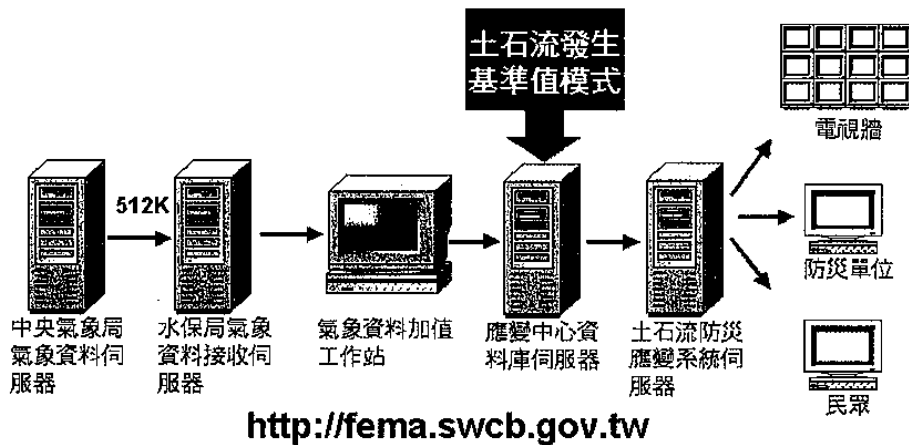 土石流發生
基準值模式
電視牆
512K
防災單位
中央氣象局
氣象資料伺
服器
水保局氣象
資料接收伺
服器
氣象資料加值
工作站
應變中心資
料庫伺服器
土石流防災
應變系統伺
服器
民眾
http://fema.swcb.gov.tw